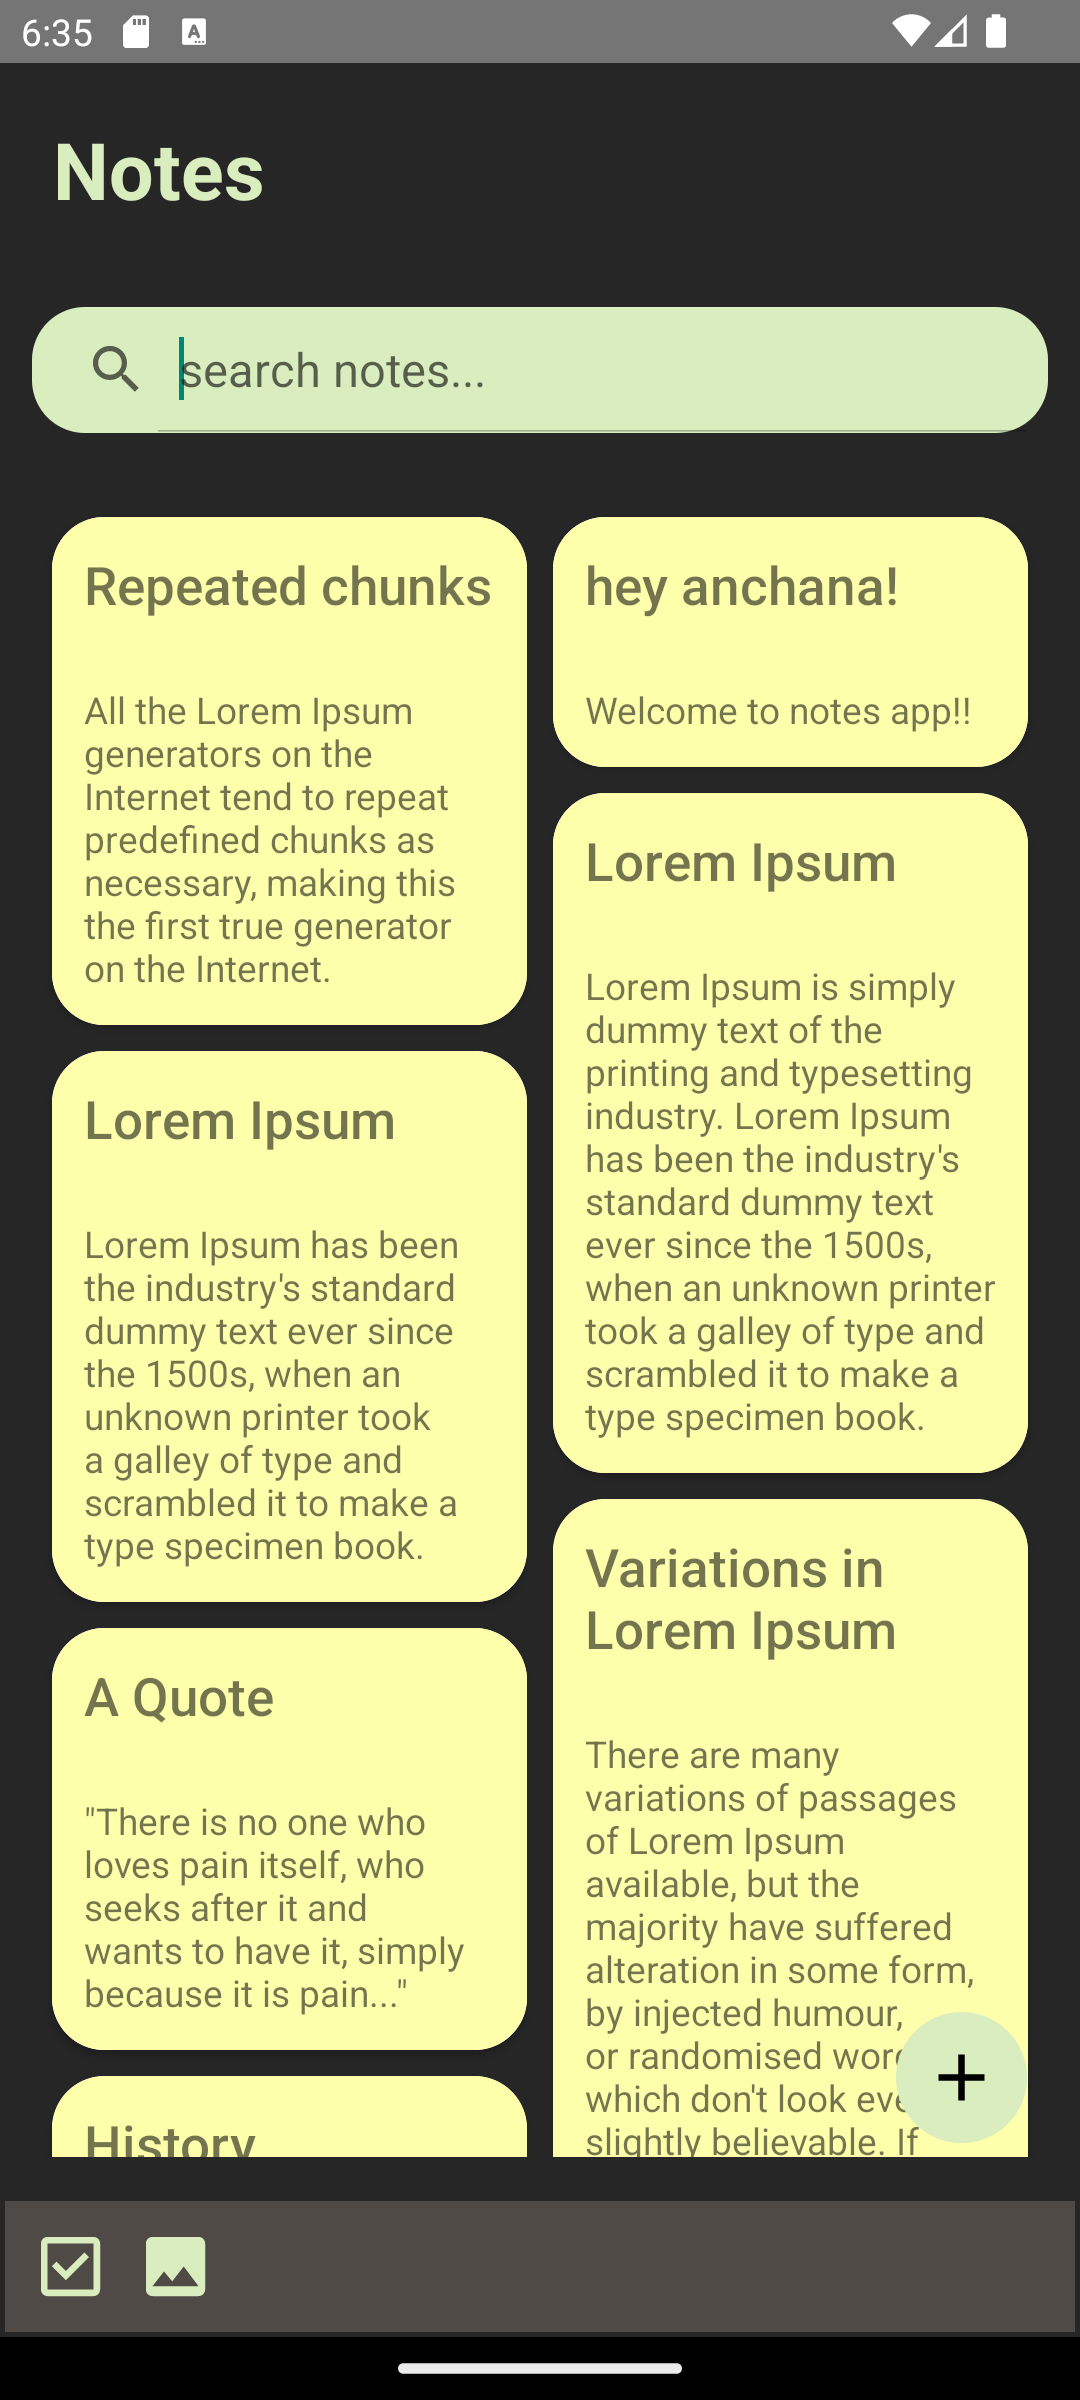 6:35
Notes
search notes...
Repeated chunks
All the Lorem Ipsum
generators on the
Internet tend to repeat
predefined chunks as
necessary, making this
the first true generator
on the Internet.
hey anchana!
Welcome to notes app!!
Lorem Ipsum
Lorem Ipsum is simply
dummy text of the
printing and typesetting
industry. Lorem Ipsum
has been the industry's
standard dummy text
ever since the 1500s,
when an unknown printer
took a galley of type and
scrambled it to make a
type specimen book.
Lorem Ipsum
Lorem Ipsum has been
the industry's standard
dummy text ever since
the 1500s, when an
unknown printer took
a galley of type and
scrambled it to make a
type specimen book.
Variations in
Lorem Ipsum
There are many
variations of passages
of Lorem Ipsum
available, but the
majority have suffered
alteration in some form,
by injected humour,
or randomised
which don't look
slightly believable. If
A Quote
"There is no one who
loves pain itself, who
seeks after it and
wants to have it, simply
because it is pain..."
History